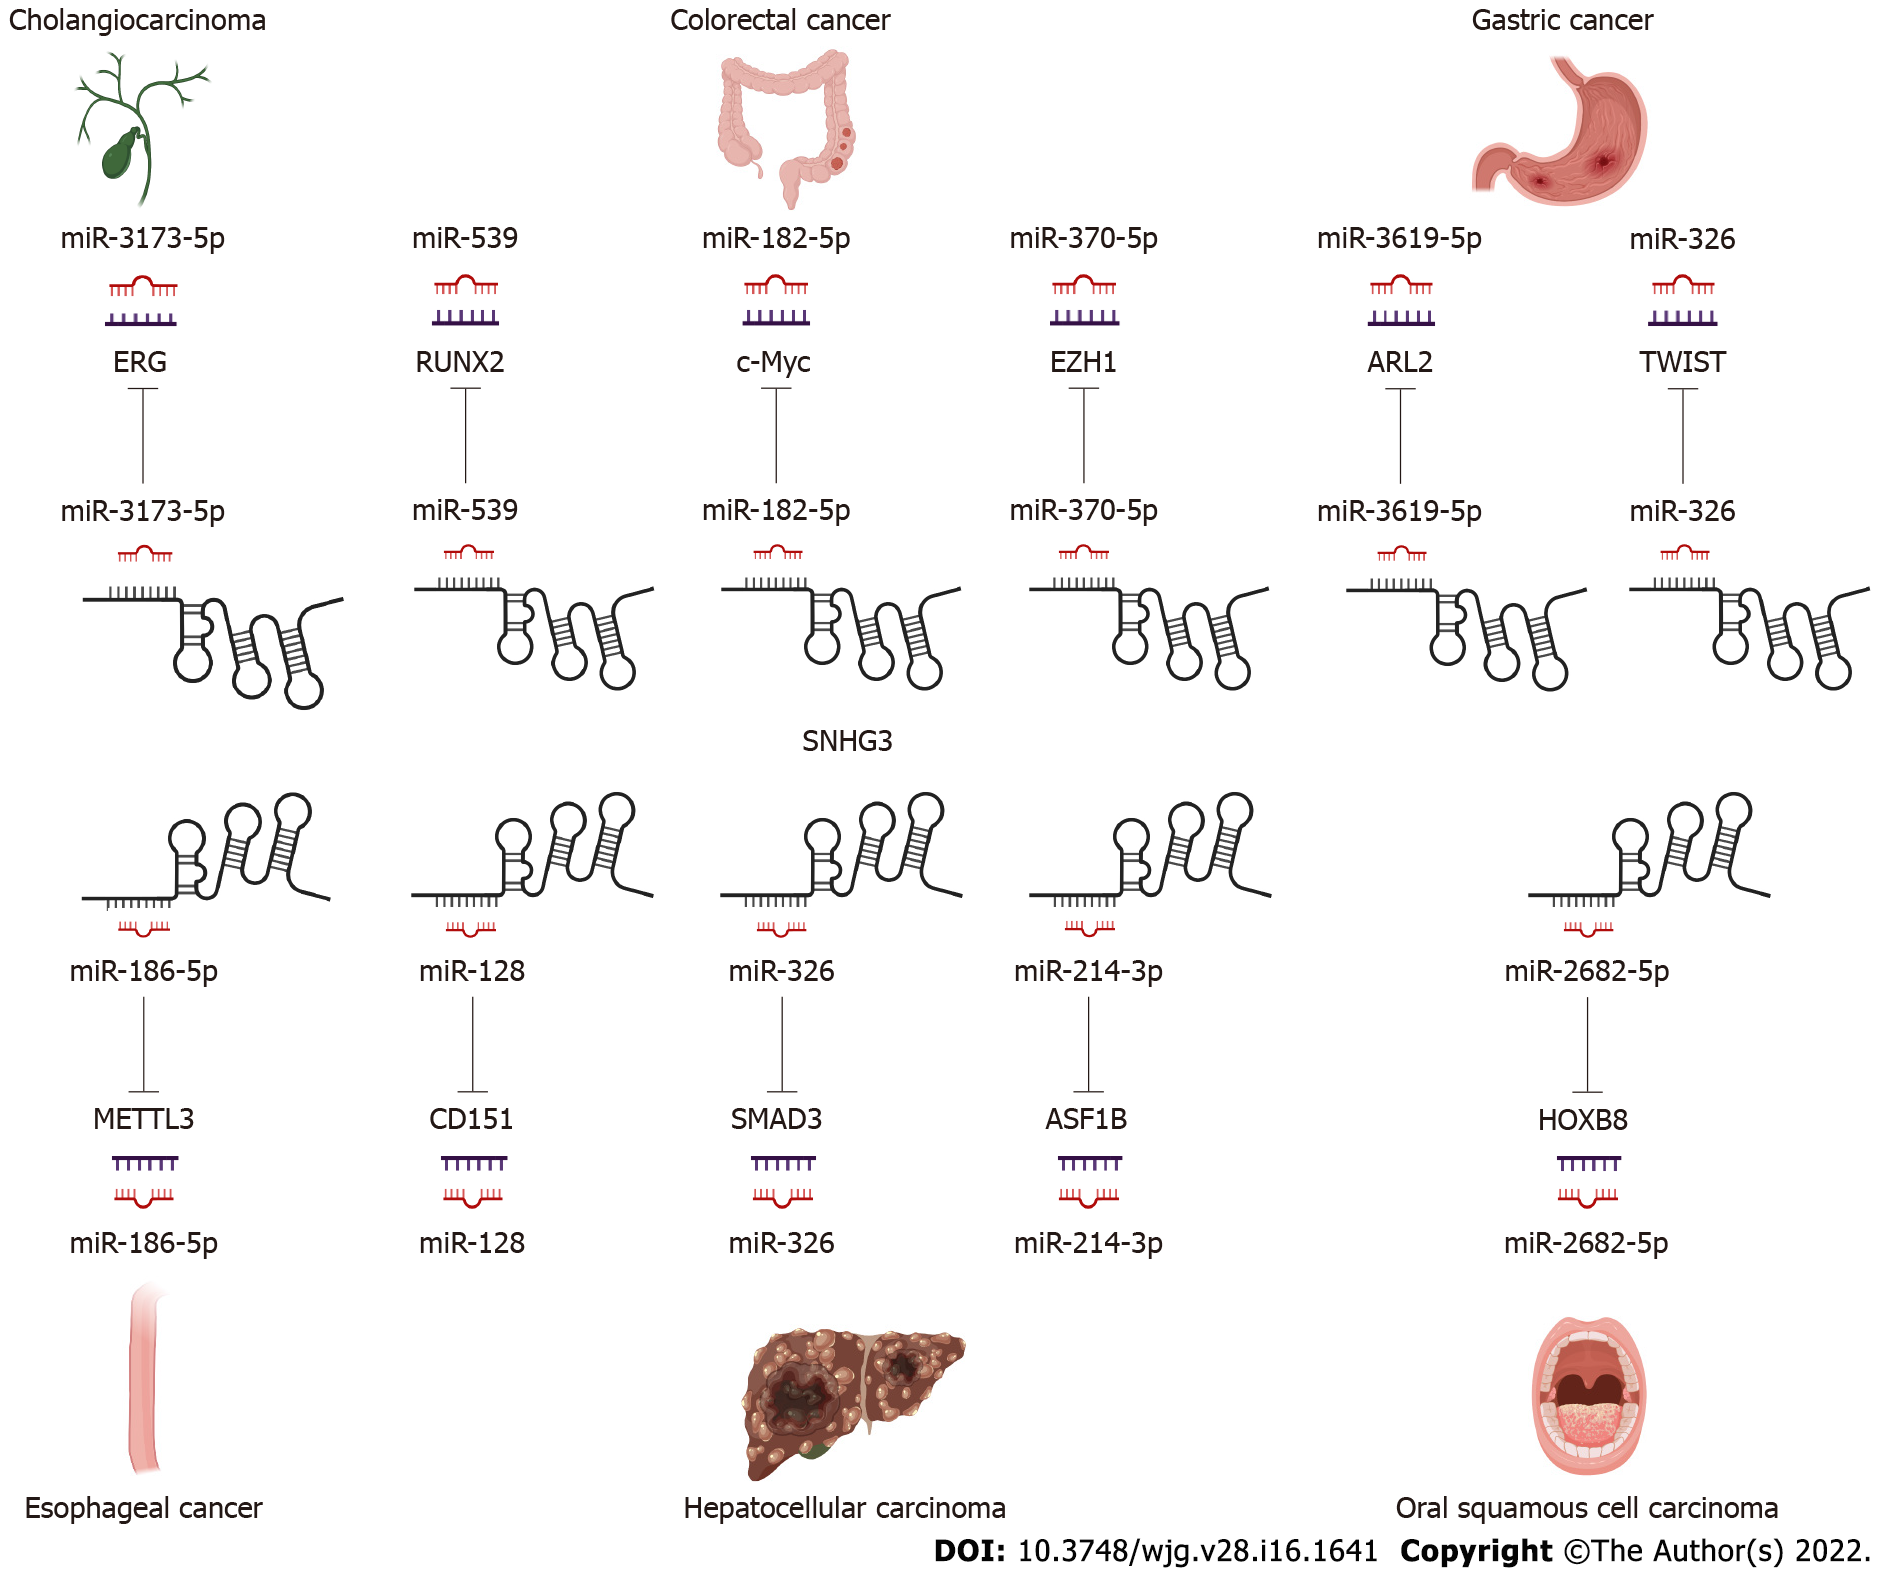 Cholangiocarcinoma Colorectal cancer Gastric cancer
miR-3173-5p miR-539 miR-182-5p miR-370-5p miR-3619-5p miR-326
ERG RUNX2 c-Myc EZH1 ARL2 TWIST
miR-3173-5p miR-539 miR-182-5p miR-370-5p miR-3619-5p miR-326
SNHG3
miR-186-5p miR-128 miR-326 miR-214-3p miR-2682-5p
METTL3 CD151 SMAD3 ASF1B HOXB8
miR-186-5p miR-128 miR-326 miR-214-3p miR-2682-5p
Esophageal cancer Hepatocellular carcinoma Oral squamous cell carcinoma
DOI: 10.3748/wjg.v28.i16.1641 Copyright ©The Author(s) 2022.